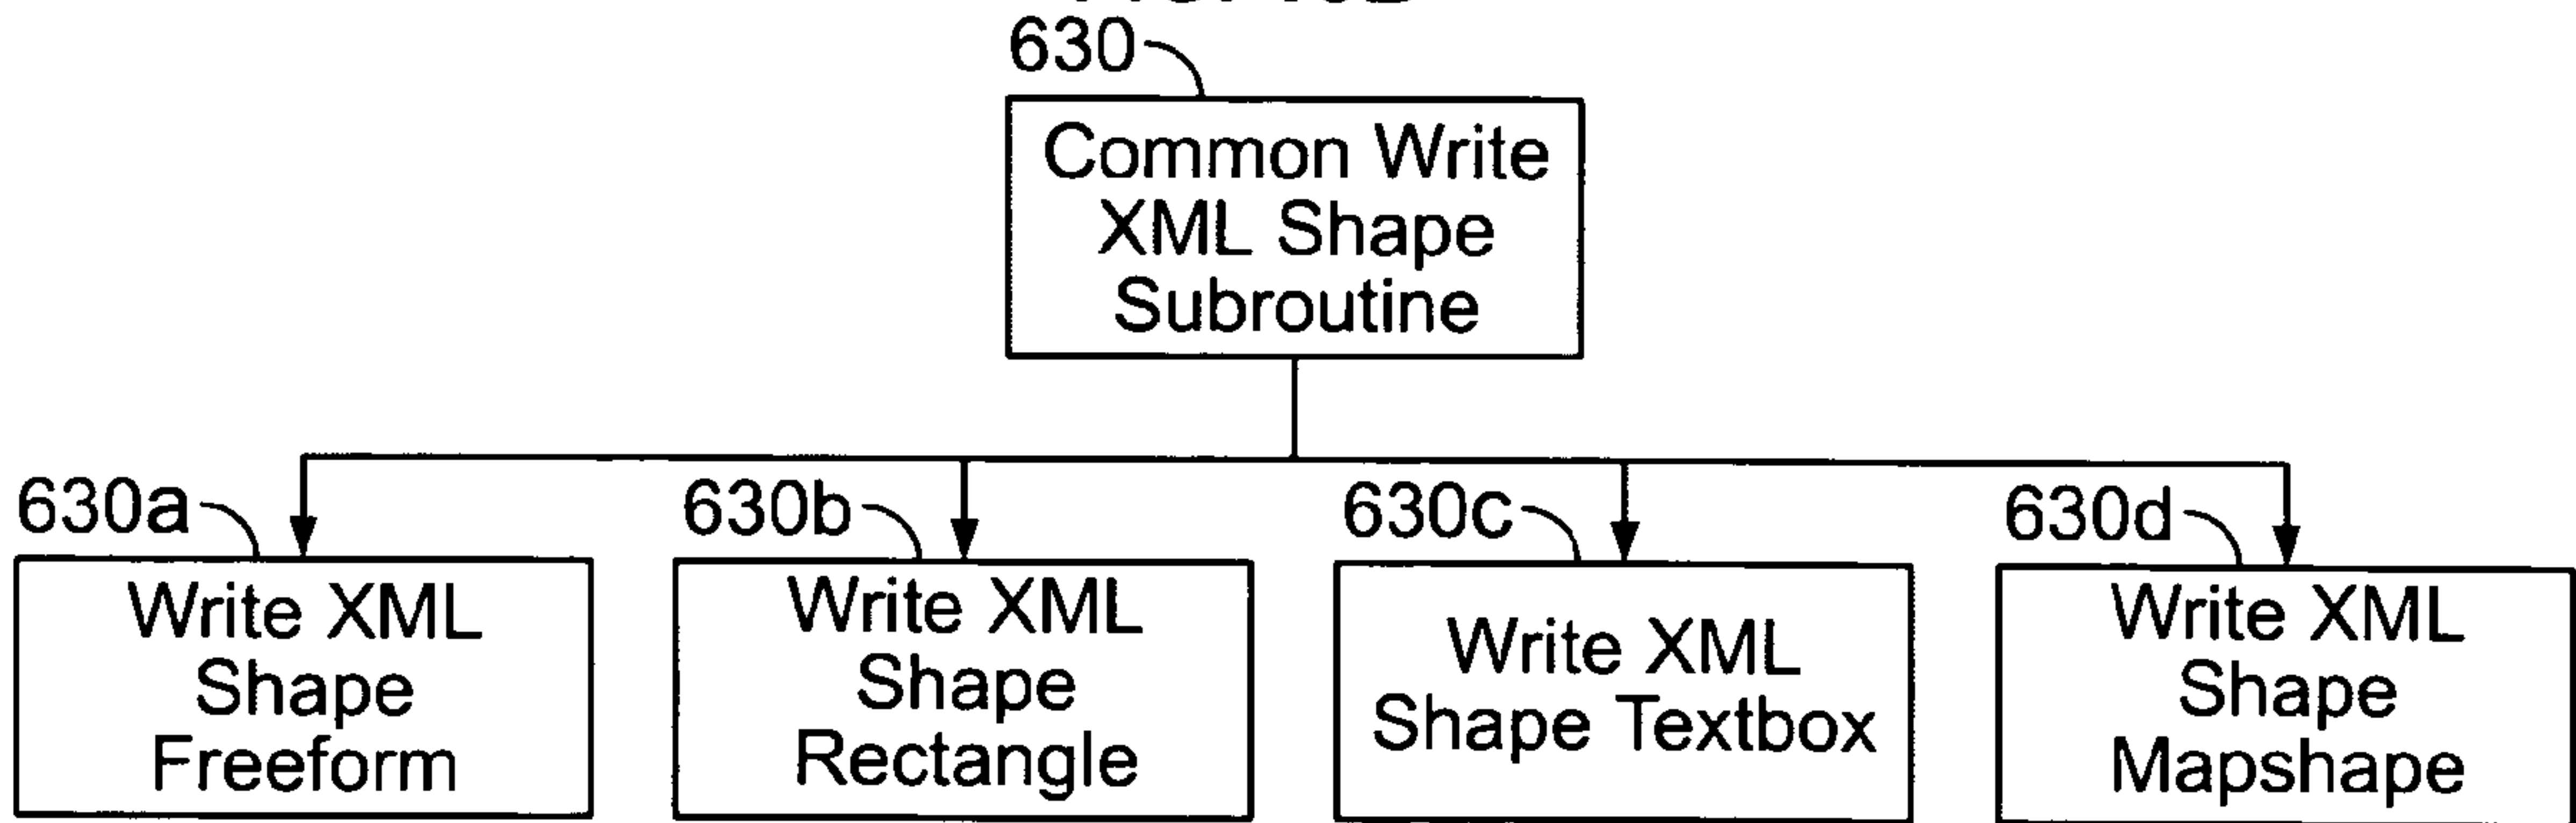 630
Common Write
XML Shape
Subroutine
630a
630b
630c
630d
Write XML
Shape
Freeform
Write XML
Shape
Rectangle
Write XML
Shape Textbox
Write XML
Shape
Mapshape